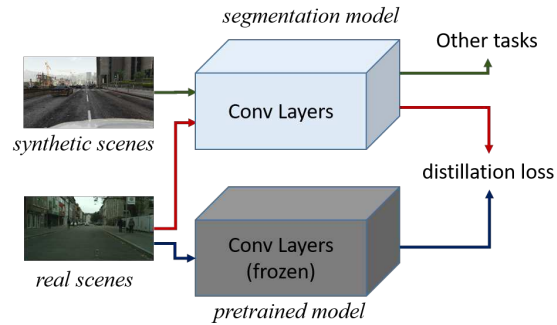 segmentation model
Other tasks
Conv Layers
synthetic scenes
distillation loss
Conv Layers
(frozen)
real scenes
pretrained model